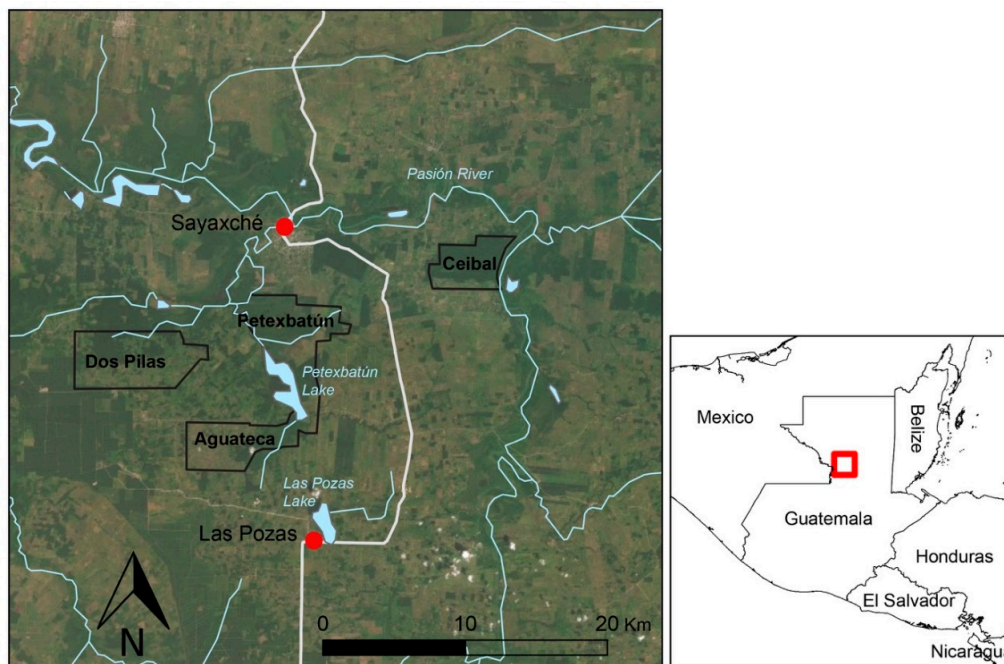 Pasión River
Sayaxché
Ceibal
Petexbatún
Dos Pilas
Petexbatún
Lake
Aguateca
Las Pozas
Lake
Las Pozas
N
0 10 20 Km
Mexico
Belize
Guatemala
Honduras
El Salvador
Nicaragu